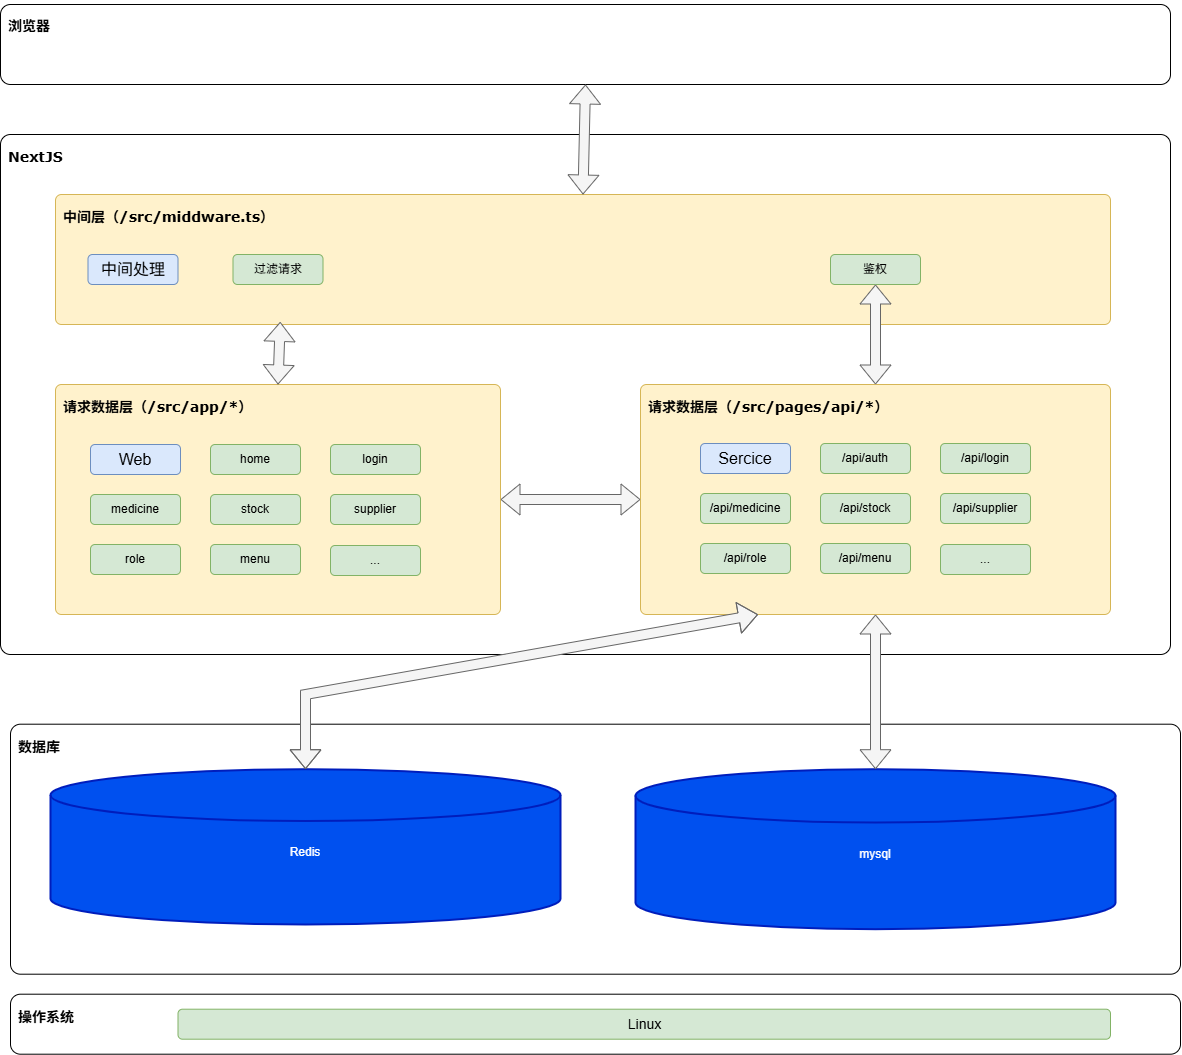 浏览器
NextJS
中间层（/src/middware.ts）
中间处理
过滤请求
鉴权
请求数据层（/src/app/*）
Web
home
login
medicine
stock
supplier
role
menu
...
请求数据层（/src/pages/api/*）
Sercice
/api/auth
/api/login
/api/medicine
/api/stock
/api/supplier
/api/role
/api/menu
...
数据库
Redis
mysql
操作系统
Linux